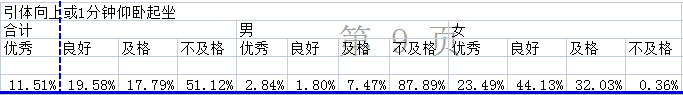 引体向上或1分钟仰卧起坐
合计 男 女
优秀 良好 及格 不及格 优秀 良好 及格 不及格 优秀 良好 及格 不及格
11.51% 19.58% 17.79% 51.12% 2.84% 1.80% 7.47% 87.89% 23.49% 44.13% 32.03% 0.36%
第 9 页